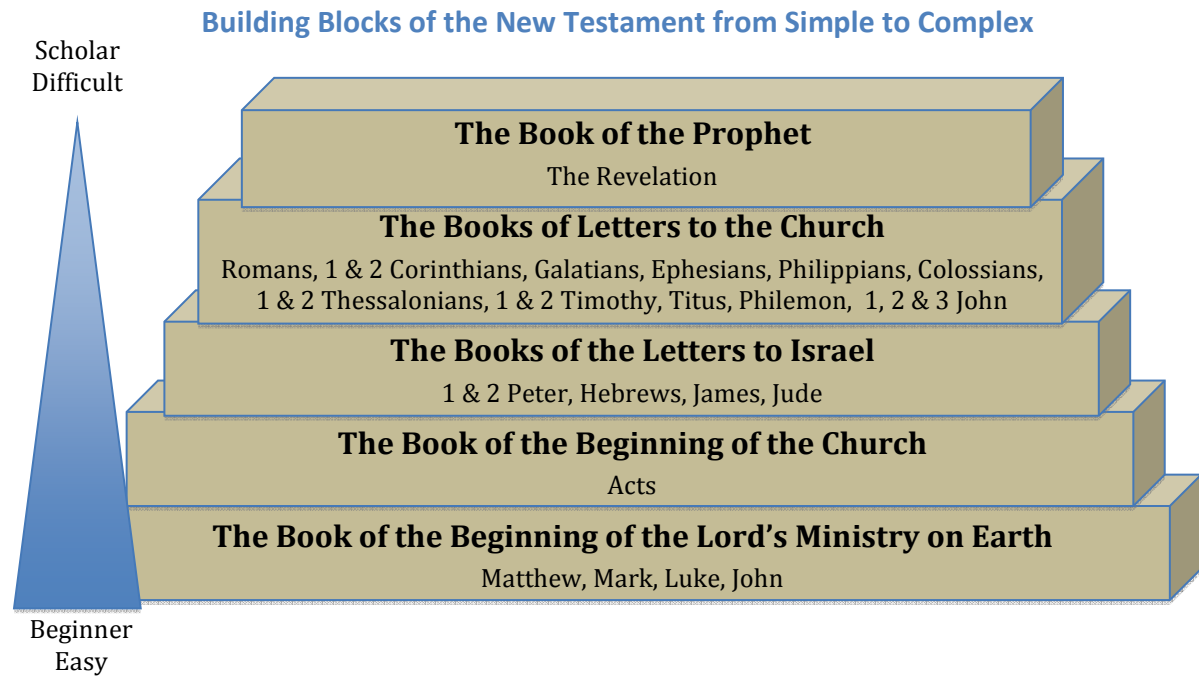 Building Blocks of the New Testament from Simple to Complex
Scholar
Difficult
The Book of the Prophet
The Revelation
The Books of Letters to the Church
Romans, 1 & 2 Corinthians, Galatians, Ephesians, Philippians, Colossians,
1 & 2 Thessalonians, 1 & 2 Timothy, Titus, Philemon, 1, 2 & 3 John
The Books of the Letters to Israel
1 & 2 Peter, Hebrews, James, Jude
The Book of the Beginning of the Church
Acts
The Book of the Beginning of the Lord’s Ministry on Earth
Matthew, Mark, Luke, John
Beginner
Easy